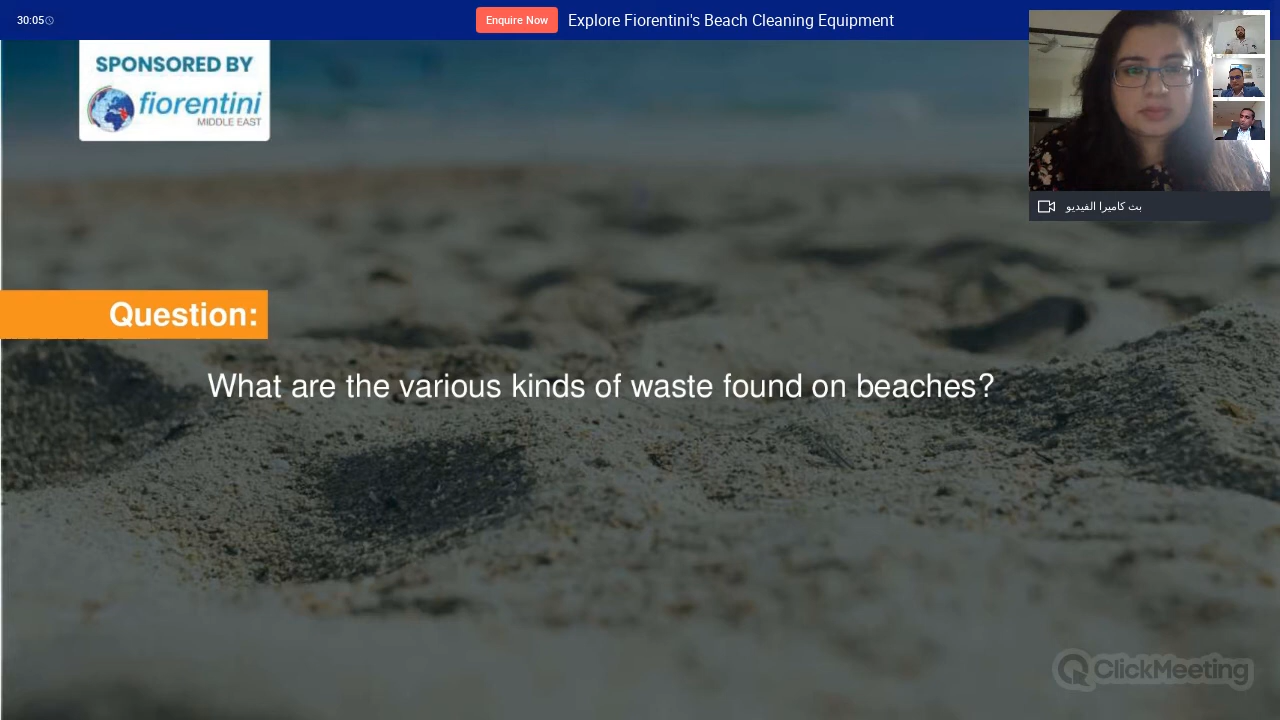 30:05
Enquire Now
Explore Fiorentini's Beach Cleaning Equipment
SPONSORED BY
fiorentini
MIDDLE EAST
بث كاميرا الفيديو
Question:
What are the various kinds of waste found on beaches?
ClickMeeting